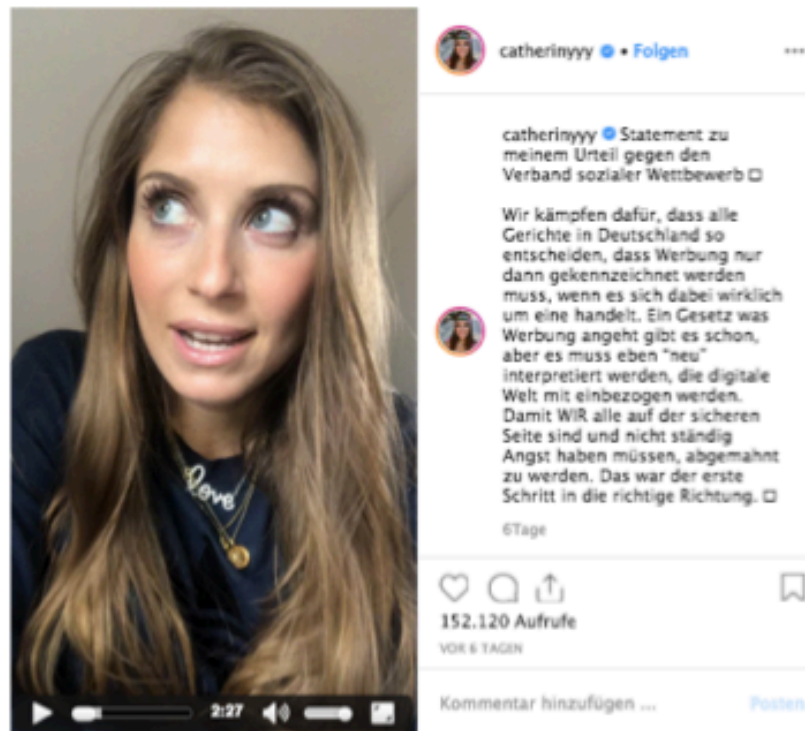 catherinyyy • Folgen
catherinyyy Statement zu
meinem Urteil gegen den
Verband sozialer Wettbewerb □
Wir kämpfen dafür, dass alle
Gerichte in Deutschland so
entscheiden, dass Werbung nur
dann gekennzeichnet werden
muss, wenn es sich dabei wirklich
um eine handelt. Ein Gesetz was
Werbung angeht gibt es schon,
aber es muss eben "neu"
interpretiert werden, die digitale
Welt mit einbezogen werden.
Damit WIR alle auf der sicheren
Seite sind und nicht ständig
Angst haben müssen, abgemahnt
zu werden. Das war der erste
Schritt in die richtige Richtung. □
6Tage
love
2:27
152.120 Aufrufe
VOR 6 TAGEN
Kommentar hinzufügen ...
Posten